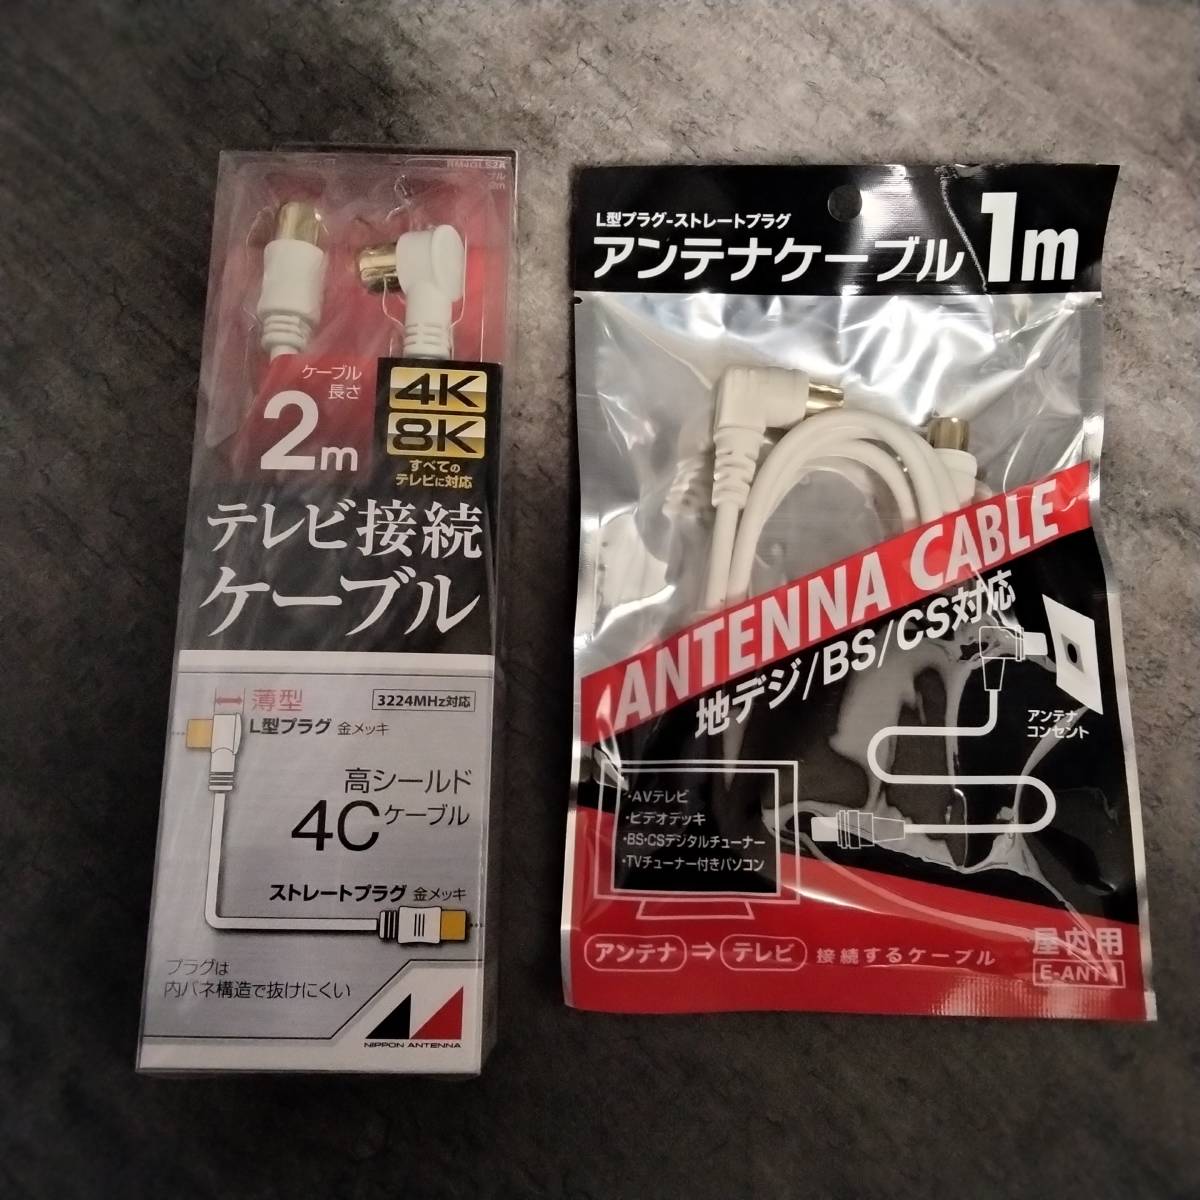 ケーブル
長さ
2m
4K
8K
すべての
テレビに対応
テレビ接続
ケーブル
薄型
3224MHz対応
L型プラグ 金メッキ
高シールド
4Cケーブル
ストレートプラグ 金メッキ
プラグは
内バネ構造で抜けにくい
NIPPON ANTENNA
L型プラグ-ストレートプラグ
アンテナケーブル 1m
ANTENNA CABLE
地デジ/BS/CS対応
アンテナ
コンセント
・AVテレビ
・ビデオデッキ
・BS・CSデジタルチューナー
・TVチューナー付きパソコン
アンテナ ⇒ テレビ 接続するケーブル
屋内用
E-ANT-1